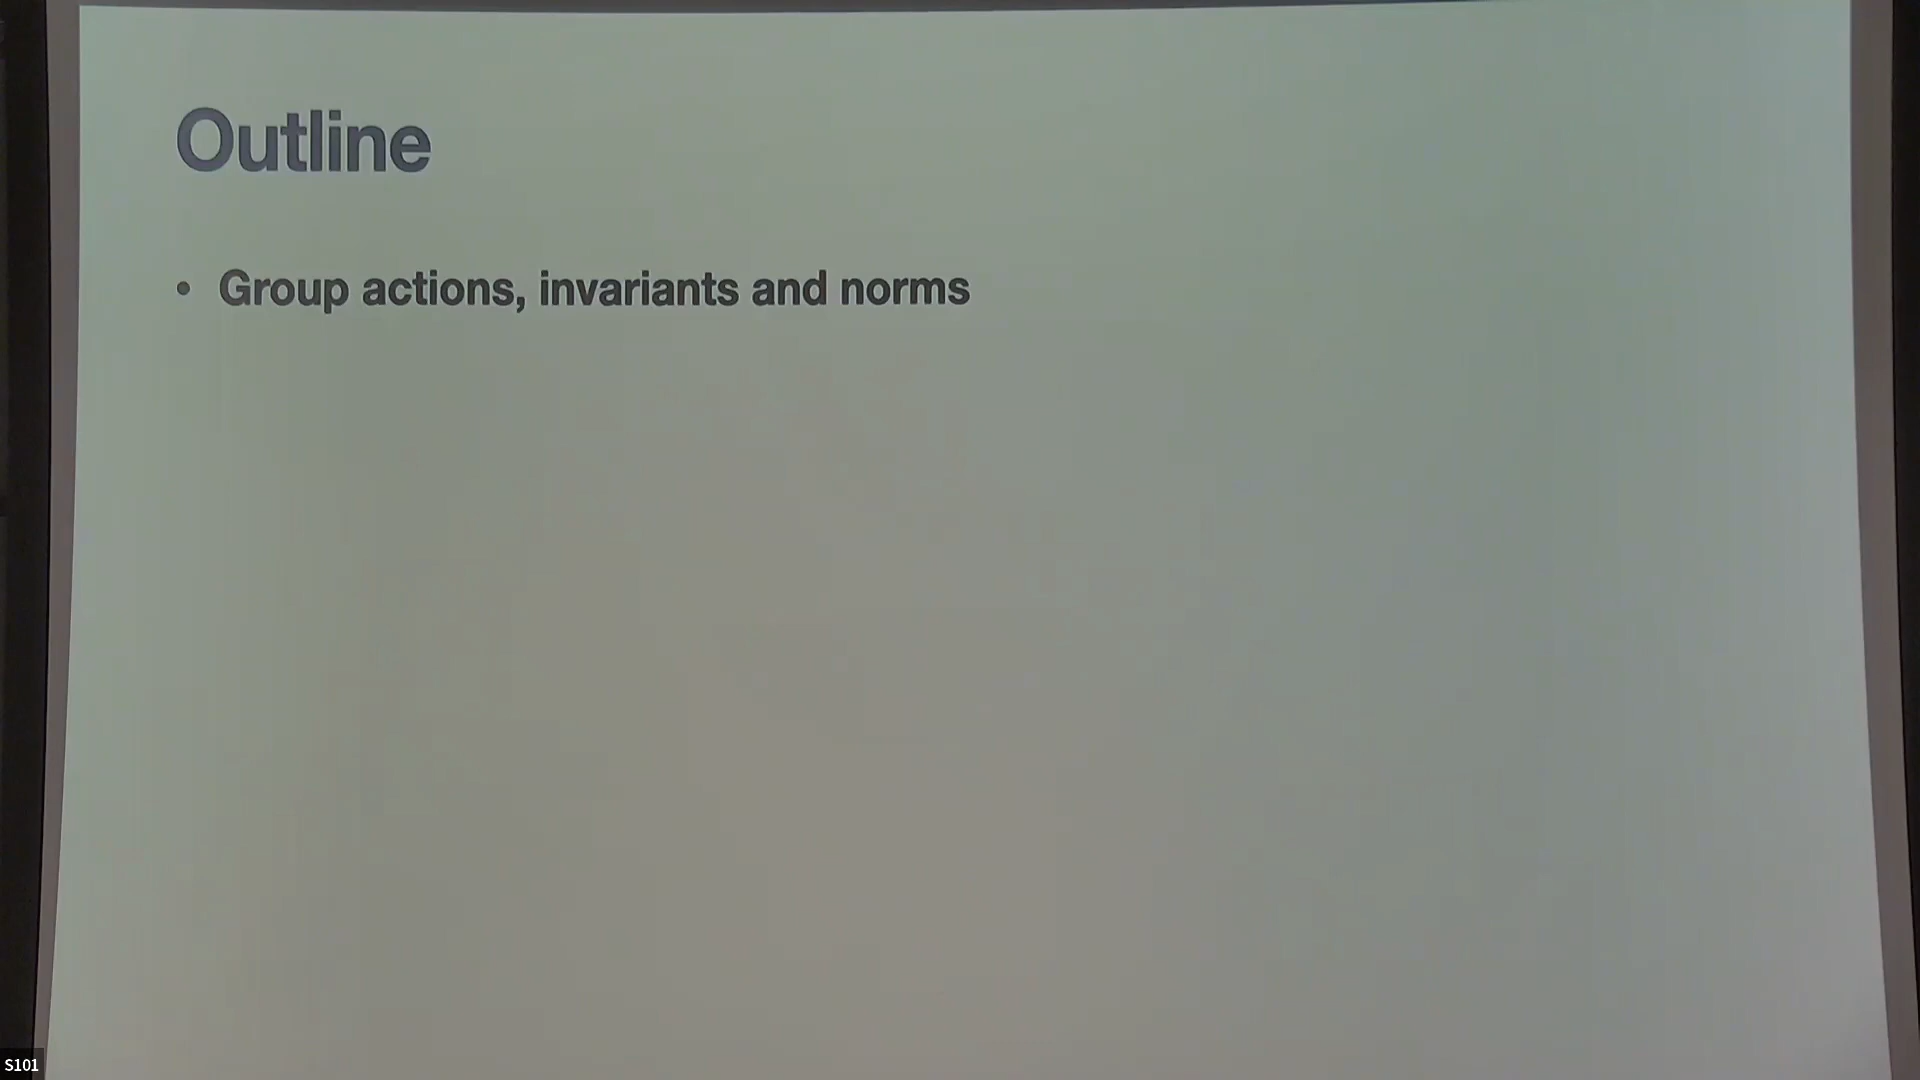 Outline
• Group actions, invariants and norms
S101